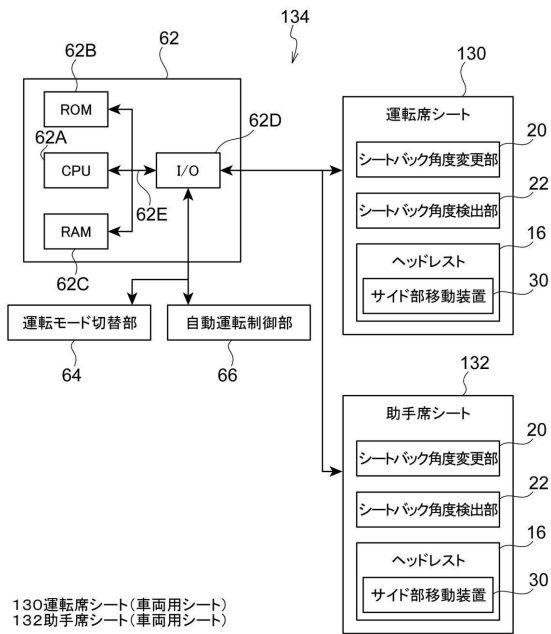 134
62
62B
ROM
62A
CPU
62D
I/O
62E
RAM
62C
運転モード切替部
64
自動運転制御部
66
130
運転席シート
20
シートバック角度変更部
22
シートバック角度検出部
16
ヘッドレスト
30
サイド部移動装置
132
助手席シート
20
シートバック角度変更部
22
シートバック角度検出部
16
ヘッドレスト
30
サイド部移動装置
130運転席シート(車両用シート)
132助手席シート(車両用シート)